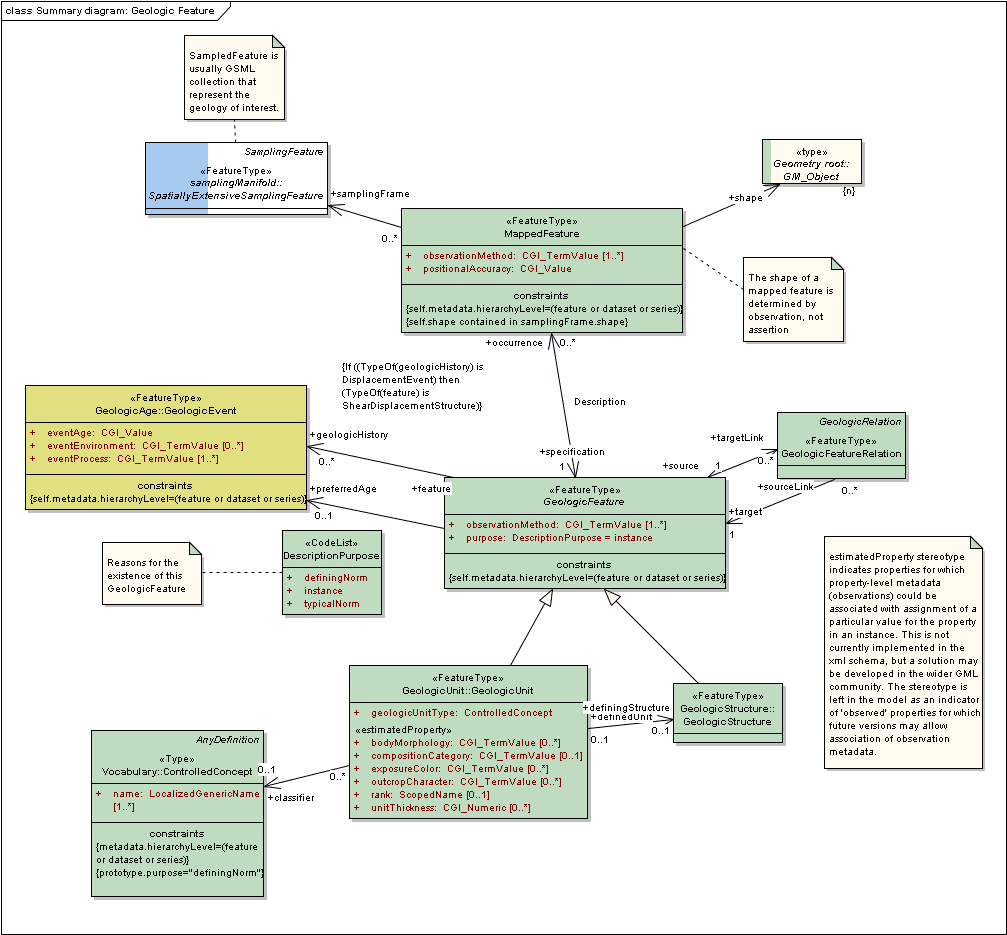 class Summary diagram: Geologic Feature
SampledFeature is
usually GSML
collection that
represent the
geology of interest.
SamplingFeature
«FeatureType»
samplingManifold::
SpatiallyExtensiveSamplingFeature
+samplingFrame
0..*
«type»
Geometry root::
GM_Object
{n}
+shape
«FeatureType»
MappedFeature
+ observationMethod: CGI_TermValue [1..*]
+ positionalAccuracy: CGI_Value
constraints
{self.metadata.hierarchyLevel=(feature or dataset or series)}
{self.shape contained in samplingFrame.shape}
The shape of a
mapped feature is
determined by
observation, not
assertion
+occurrence
0..*
{If ((TypeOf(geologicHistory) is
DisplacementEvent) then
(TypeOf(feature) is
ShearDisplacementStructure)}
Description
+specification
1
«FeatureType»
GeologicAge::GeologicEvent
+ eventAge: CGI_Value
+ eventEnvironment: CGI_TermValue [0..*]
+ eventProcess: CGI_TermValue [1..*]
constraints
{self.metadata.hierarchyLevel=(feature or dataset or series)}
+geologicHistory
0..*
+preferredAge
0..1
+feature
GeologicRelation
«FeatureType»
GeologicFeatureRelation
+targetLink
0..*
+source
1
+sourceLink
0..*
+target
1
«FeatureType»
GeologicFeature
+ observationMethod: CGI_TermValue [1..*]
+ purpose: DescriptionPurpose = instance
constraints
{self.metadata.hierarchyLevel=(feature or dataset or series)}
Reasons for the
existence of this
GeologicFeature
«CodeList»
DescriptionPurpose
+ definingNorm
+ instance
+ typicalNorm
estimatedProperty stereotype
indicates properties for which
property-level metadata
(observations) could be
associated with assignment of a
particular value for the property
in an instance. This is not
currently implemented in the
xml schema, but a solution may
be developed in the wider GML
community. The stereotype is
left in the model as an indicator
of 'observed' properties for which
future versions may allow
association of observation
metadata.
«FeatureType»
GeologicUnit::GeologicUnit
+ geologicUnitType: ControlledConcept
«estimatedProperty»
+ bodyMorphology: CGI_TermValue [0..*]
+ compositionCategory: CGI_TermValue [0..1]
+ exposureColor: CGI_TermValue [0..*]
+ outcropCharacter: CGI_TermValue [0..*]
+ rank: ScopedName [0..1]
+ unitThickness: CGI_Numeric [0..*]
+definingStructure
+definedUnit
0..1
0..1
«FeatureType»
GeologicStructure::
GeologicStructure
AnyDefinition
«Type»
Vocabulary::ControlledConcept
+ name: LocalizedGenericName
[1..*]
constraints
{metadata.hierarchyLevel=(feature
or dataset or series)}
{prototype.purpose="definingNorm"}
0..1
+classifier
0..*